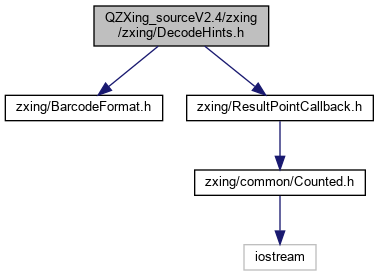 QZXing_sourceV2.4/zxing
/zxing/DecodeHints.h
zxing/BarcodeFormat.h
zxing/ResultPointCallback.h
zxing/common/Counted.h
iostream